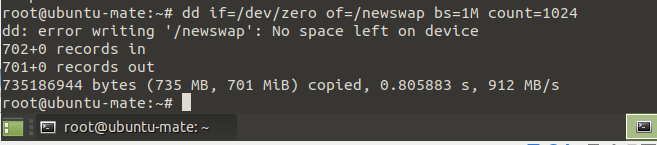 root@ubuntu-mate:~# dd if=/dev/zero of=/newswap bs=1M count=1024
dd: error writing '/newswap': No space left on device
702+0 records in
701+0 records out
735186944 bytes (735 MB, 701 MiB) copied, 0.805883 s, 912 MB/s
root@ubuntu-mate:~#
root@ubuntu-mate: ~